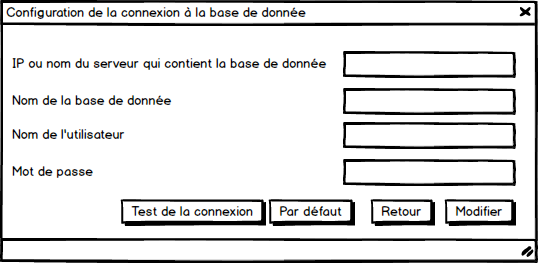 Configuration de la connexion à la base de donnée
IP ou nom du serveur qui contient la base de donnée
Nom de la base de donnée
Nom de l'utilisateur
Mot de passe
Test de la connexion Par défaut Retour Modifier